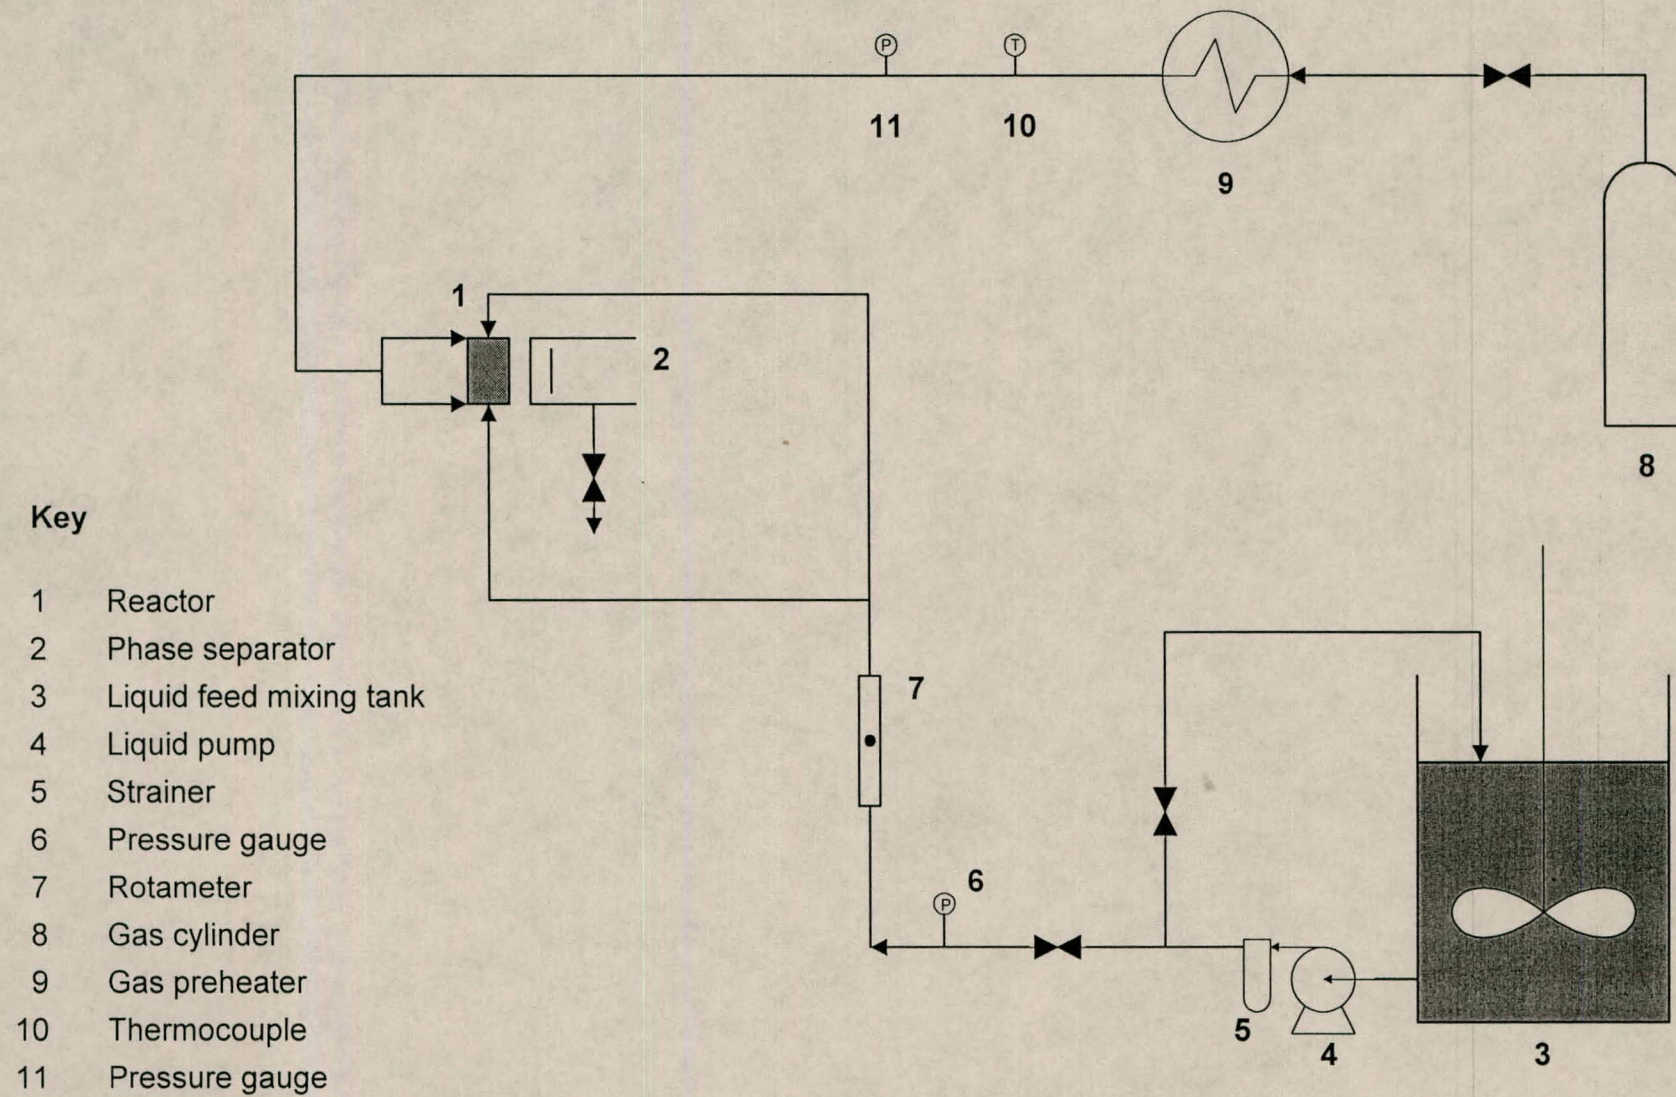 P
T
11
10
9
1
2
8
Key
1 Reactor
2 Phase separator
3 Liquid feed mixing tank
4 Liquid pump
5 Strainer
6 Pressure gauge
7 Rotameter
8 Gas cylinder
9 Gas preheater
10 Thermocouple
11 Pressure gauge
7
6
P
5
4
3